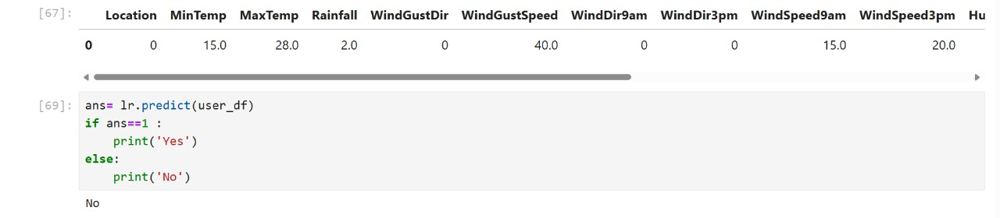 [67]: Location MinTemp MaxTemp Rainfall WindGustDir WindGustSpeed WindDir9am WindDir3pm WindSpeed9am WindSpeed3pm Hu
0 0 15.0 28.0 2.0 0 40.0 0 0 15.0 20.0
[69]: ans= lr.predict(user_df)
if ans==1 :
    print('Yes')
else:
    print('No')
No